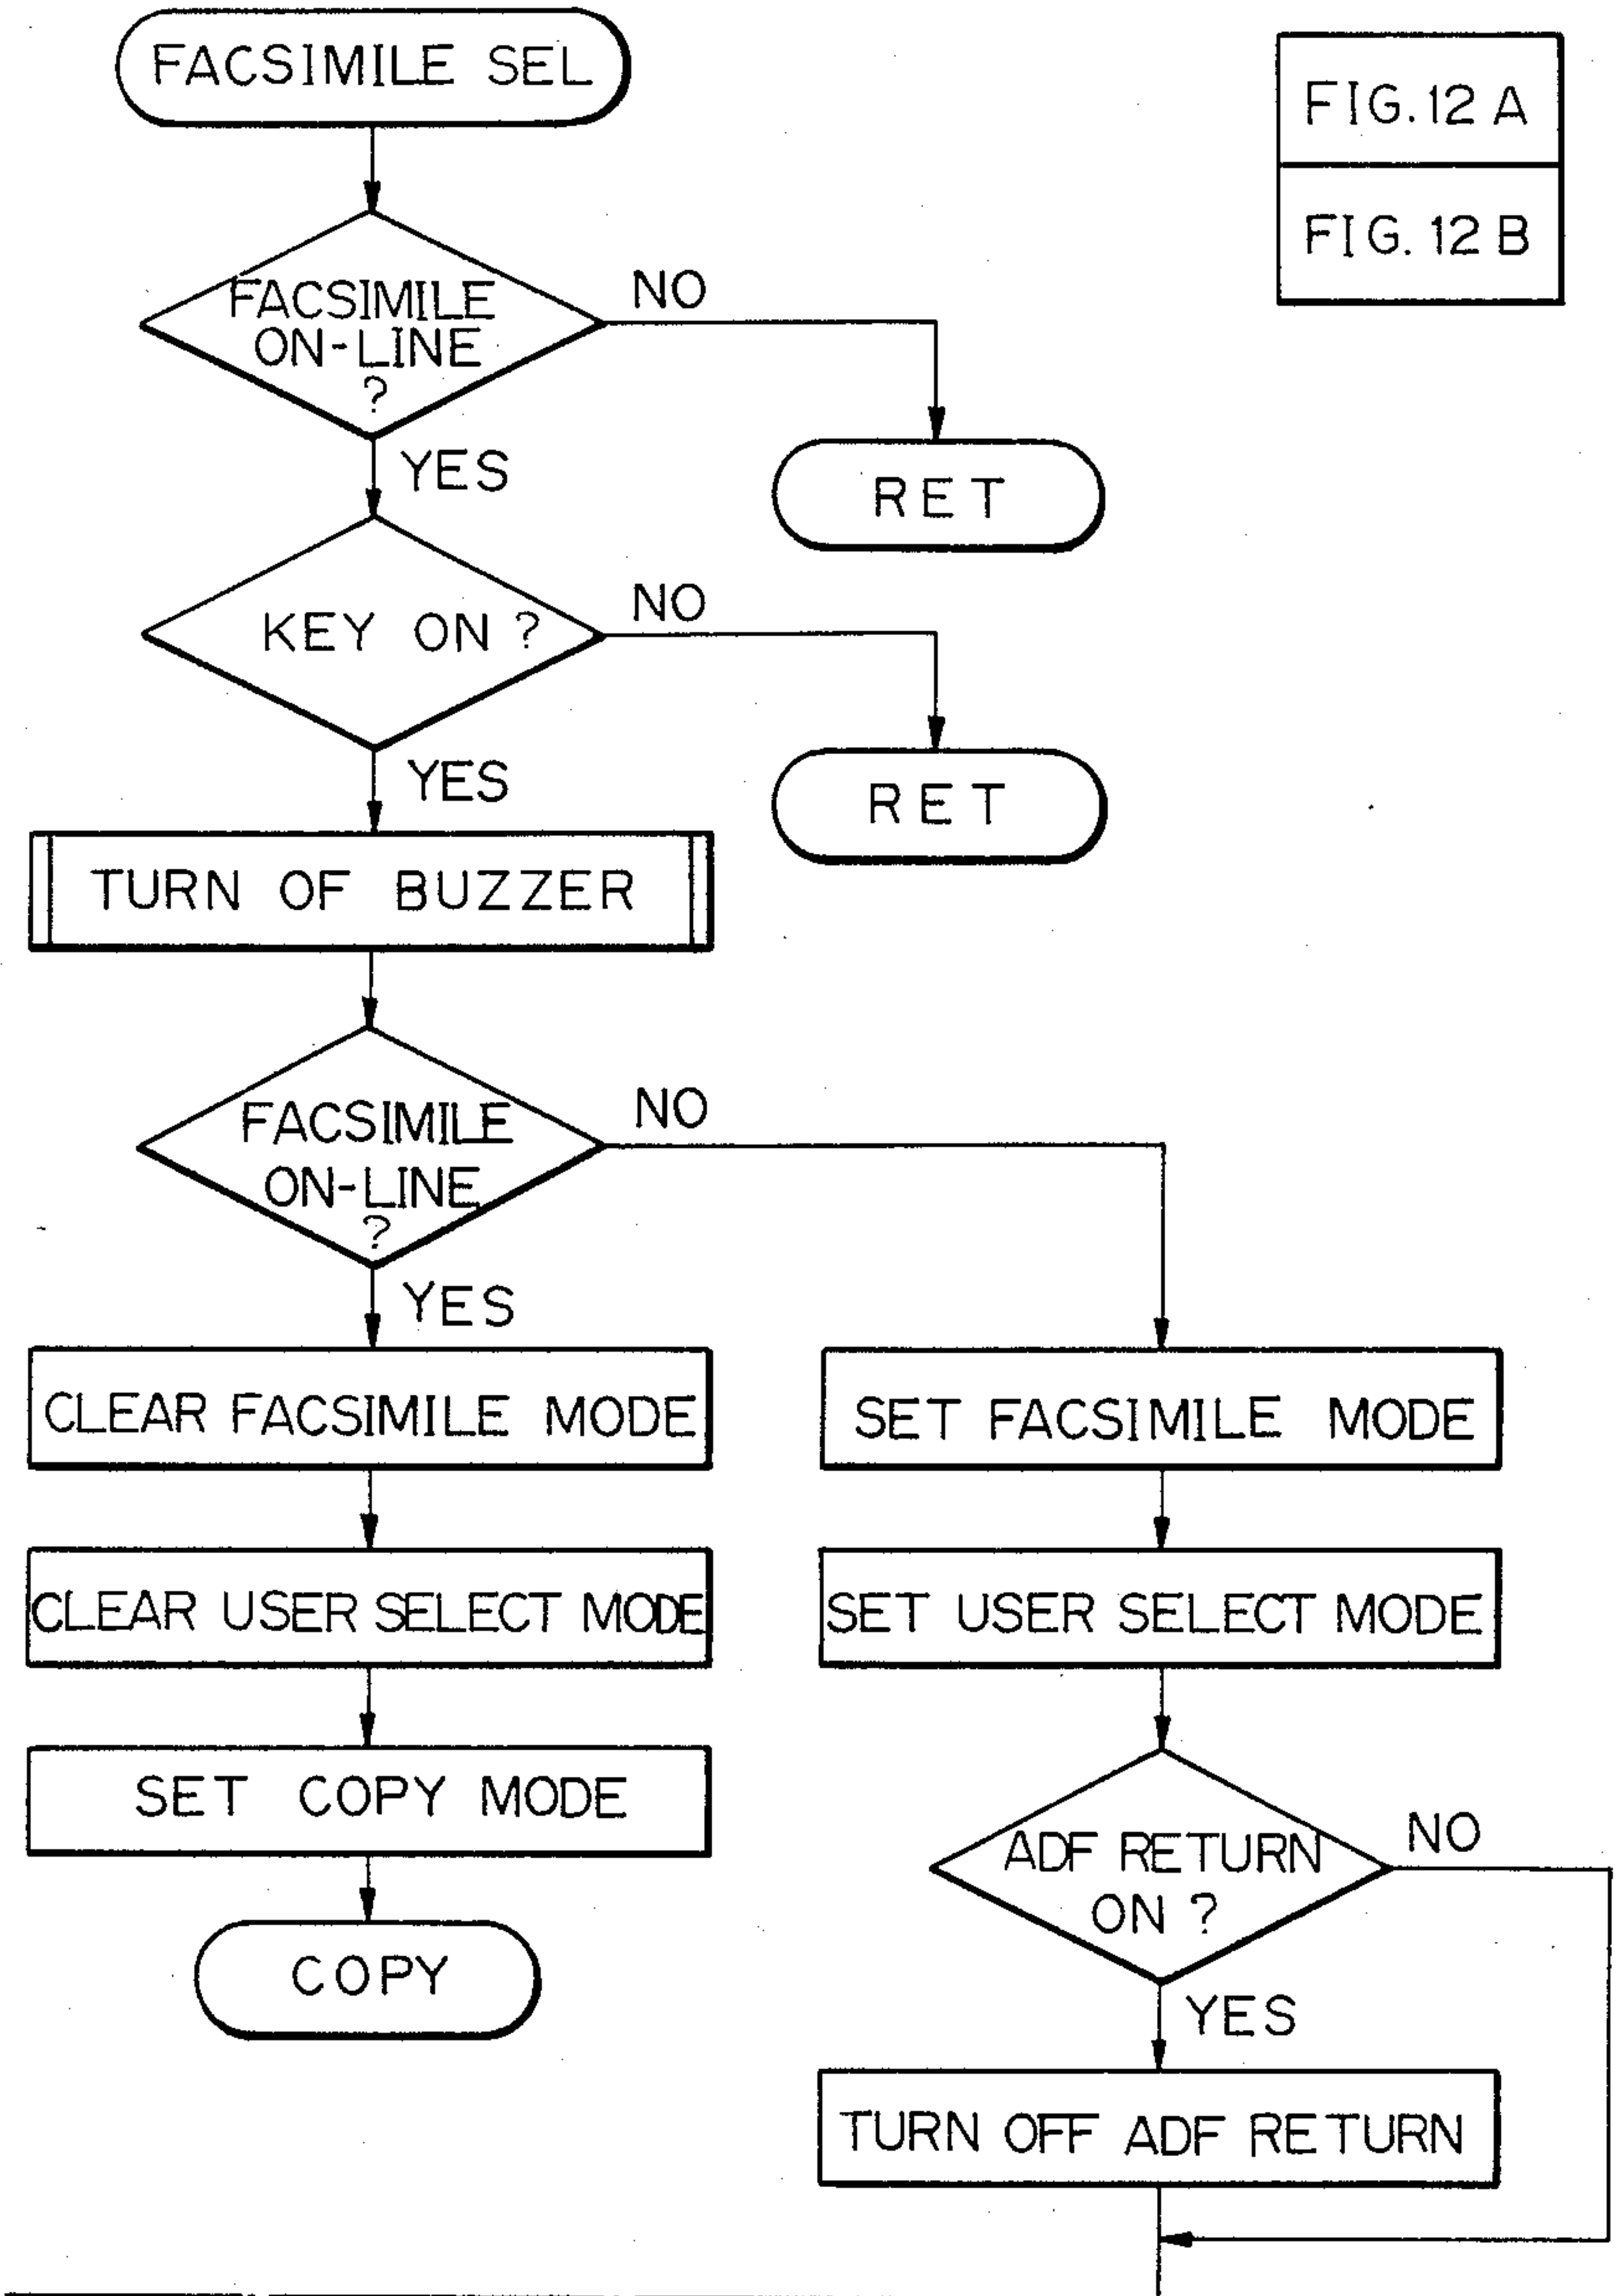 FACSIMILE SEL
FIG.12 A
FIG. 12 B
FACSIMILE
ON-LINE
?
NO
YES
RET
KEY ON ?
NO
YES
RET
TURN OF BUZZER
FACSIMILE
ON-LINE
?
NO
YES
CLEAR FACSIMILE MODE
SET FACSIMILE MODE
CLEAR USER SELECT MODE
SET USER SELECT MODE
SET COPY MODE
ADF RETURN
ON ?
NO
YES
COPY
TURN OFF ADF RETURN